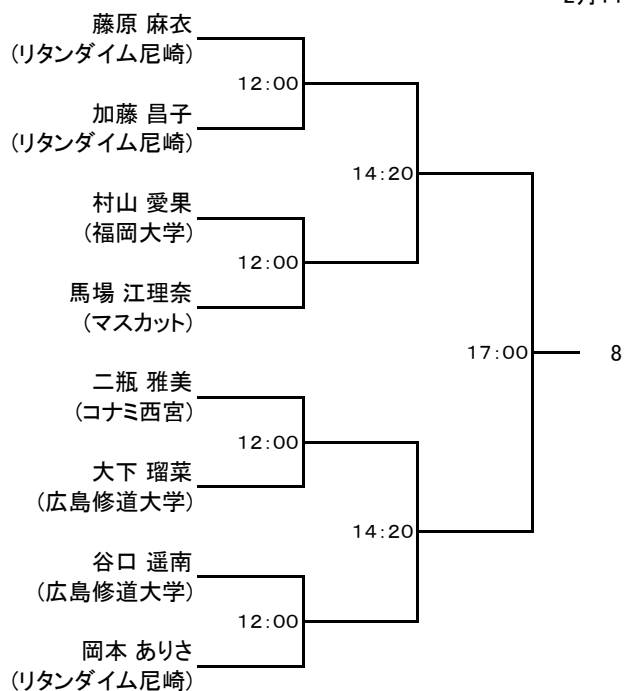 藤原 麻衣
(リタンダイム尼崎)
12:00
加藤 昌子
(リタンダイム尼崎)
14:20
村山 愛果
(福岡大学)
12:00
馬場 江理奈
(マスカット)
17:00
8
二瓶 雅美
(コナミ西宮)
12:00
大下 瑠菜
(広島修道大学)
14:20
谷口 遥南
(広島修道大学)
12:00
岡本 ありさ
(リタンダイム尼崎)